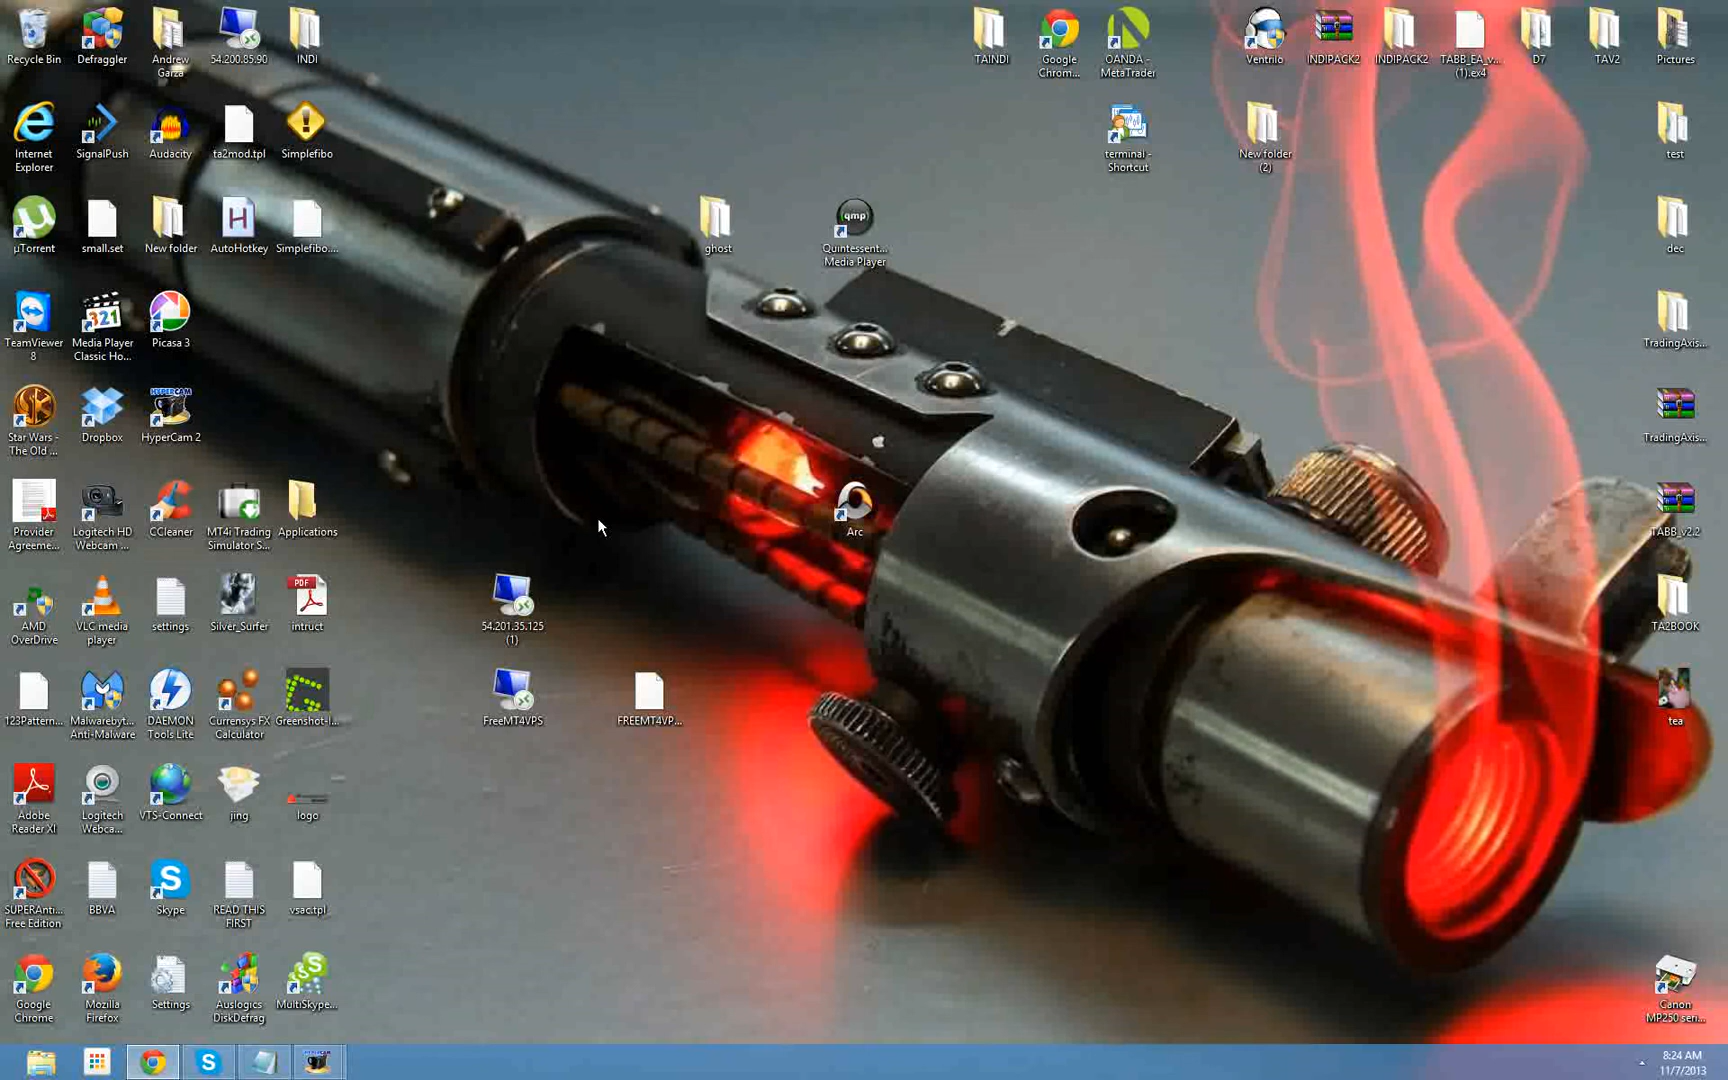 Recycle Bin
Defraggler
Andrew
Garza
54.200.85.90
INDI
TAINDI
Google
Chrom...
OANDA -
MetaTrader
Ventrilo
INDIPACK2
INDIPACK2
TABB_EA_v...
(1).ex4
D7
TAV2
Pictures
Internet
Explorer
SignalPush
Audacity
ta2mod.tpl
Simplefibo
terminal -
Shortcut
New folder
(2)
test
µTorrent
small.set
New folder
H
AutoHotkey
Simplefibo....
ghost
qmp
Quintessent...
Media Player
dec
TeamViewer
8
321
Media Player
Classic Ho...
Picasa 3
TradingAxis...
Star Wars -
The Old ...
Dropbox
HYPERCAM
HyperCam 2
TradingAxis...
Provider
Agreeme...
Logitech HD
Webcam ...
CCleaner
MT4i Trading
Simulator S...
Applications
Arc
TABB_v2.2
AMD
OverDrive
VLC media
player
settings
Silver_Surfer
PDF
intruct
54.201.35.125
(1)
TA2BOOK
123Pattern...
Malwarebyt...
Anti-Malware
DAEMON
Tools Lite
Currensys FX
Calculator
Greenshot-I...
FreeMT4VPS
FREEMT4VP...
tea
Adobe
Reader XI
Logitech
Webca...
VTS-Connect
jing
logo
SUPERAnti...
Free Edition
BBVA
Skype
READ THIS
FIRST
vsac.tpl
Google
Chrome
Mozilla
Firefox
Settings
Auslogics
DiskDefrag
MultiSkype...
Canon
MP250 seri...
8:24 AM
11/7/2013